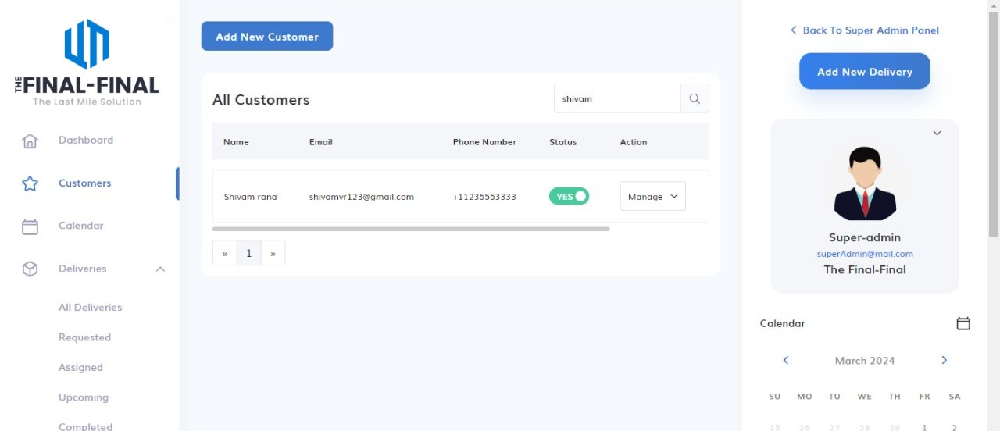 THE
FINAL-FINAL
The Last Mile Solution
Dashboard
Customers
Calendar
Deliveries
All Deliveries
Requested
Assigned
Upcoming
Completed
Add New Customer
All Customers
shivam
Name Email Phone Number Status Action
Shivam rana shivamvr123@gmail.com +11235553333 YES Manage
« 1 »
Back To Super Admin Panel
Add New Delivery
Super-admin
superAdmin@mail.com
The Final-Final
Calendar
March 2024
SU MO TU WE TH FR SA
25 26 27 28 29 1 2